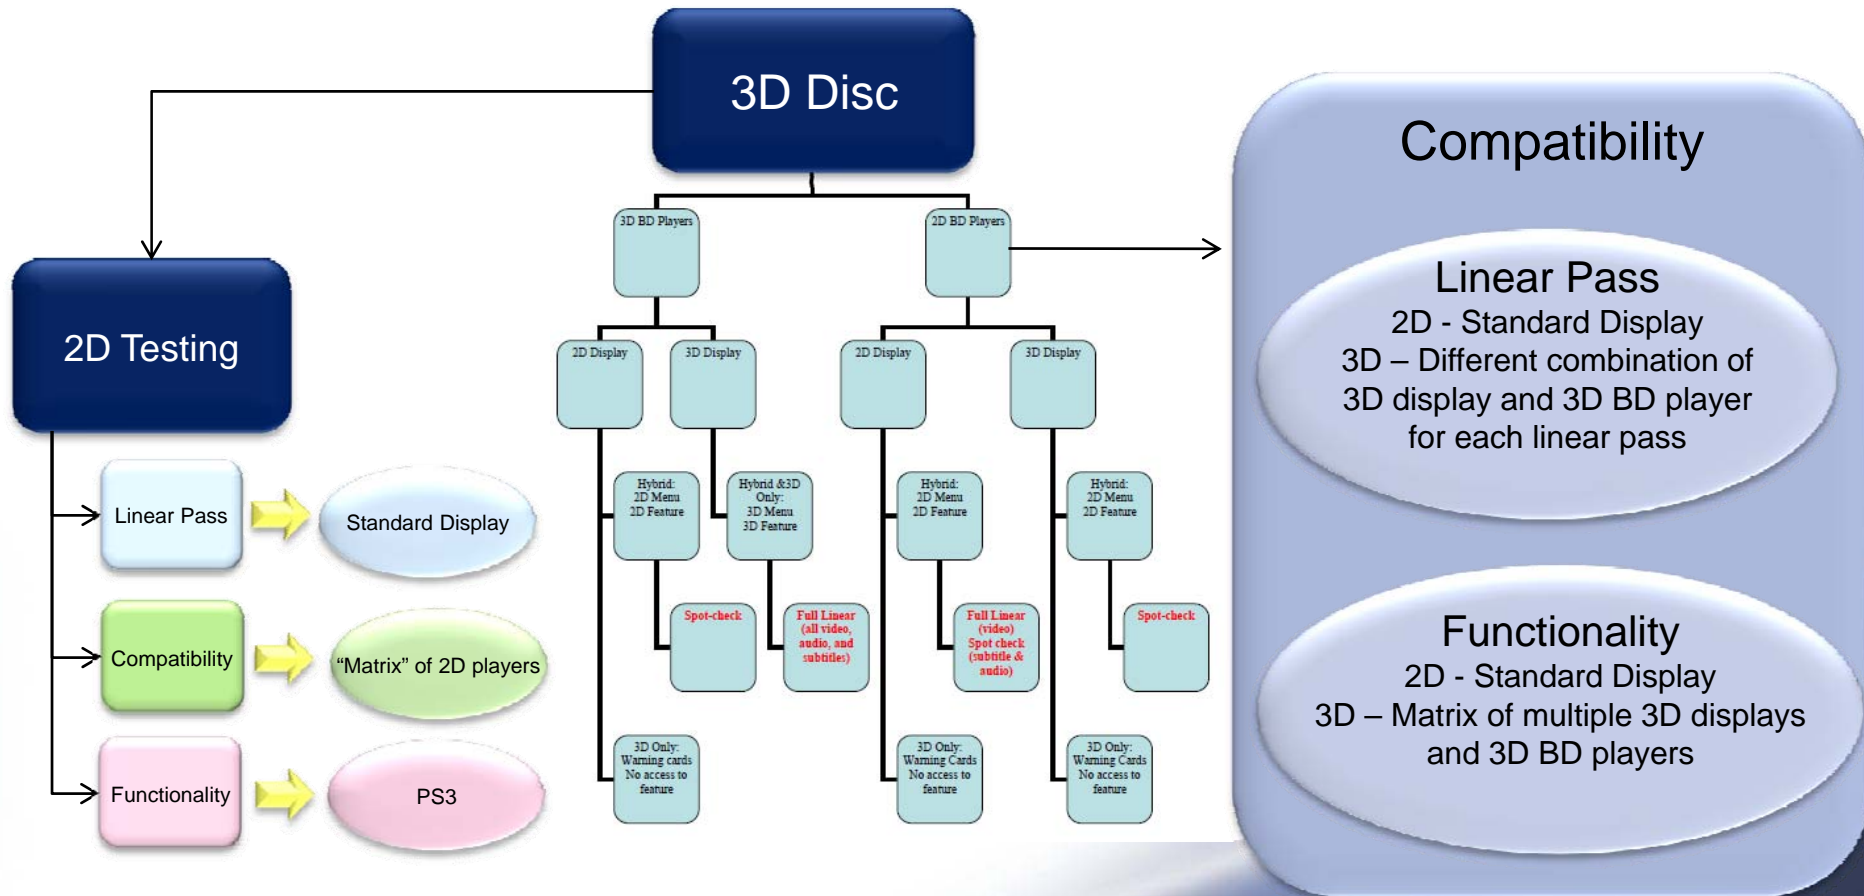 3D Disc
Compatibility
3D BD Players
2D BD Players
Linear Pass
2D - Standard Display
3D – Different combination of
3D display and 3D BD player
for each linear pass
2D Testing
2D Display
3D Display
2D Display
3D Display
Hybrid:
2D Menu
2D Feature
Hybrid &3D
Only:
3D Menu
3D Feature
Hybrid:
2D Menu
2D Feature
Hybrid:
2D Menu
2D Feature
Linear Pass
Standard Display
Spot-check
Full Linear
(all video,
audio, and
subtitles)
Full Linear
(video)
Spot check
(subtitle &
audio)
Spot-check
Functionality
2D - Standard Display
3D – Matrix of multiple 3D displays
and 3D BD players
Compatibility
“Matrix” of 2D players
3D Only:
Warning cards
No access to
feature
3D Only:
Warning Cards
No access to
feature
3D Only:
Warning Cards
No access to
feature
Functionality
PS3